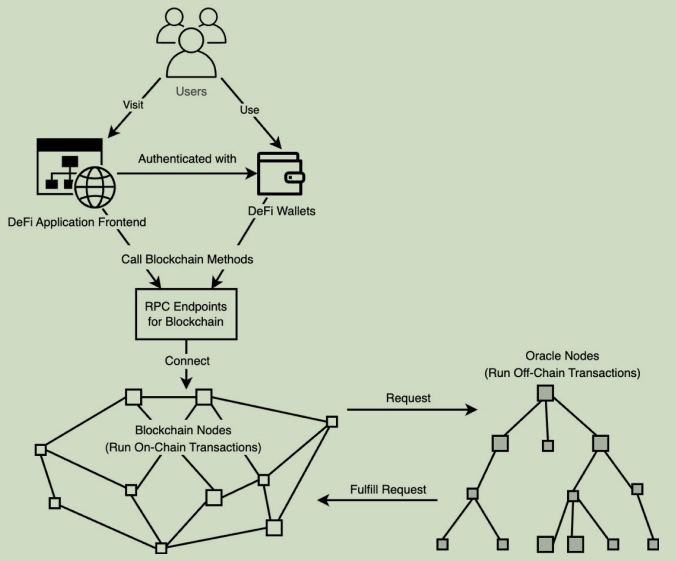 Users
Visit
Use
Authenticated with
DeFi Application Frontend
DeFi Wallets
Call Blockchain Methods
RPC Endpoints
for Blockchain
Connect
Oracle Nodes
(Run Off-Chain Transactions)
Request
Blockchain Nodes
(Run On-Chain Transactions)
Fulfill Request